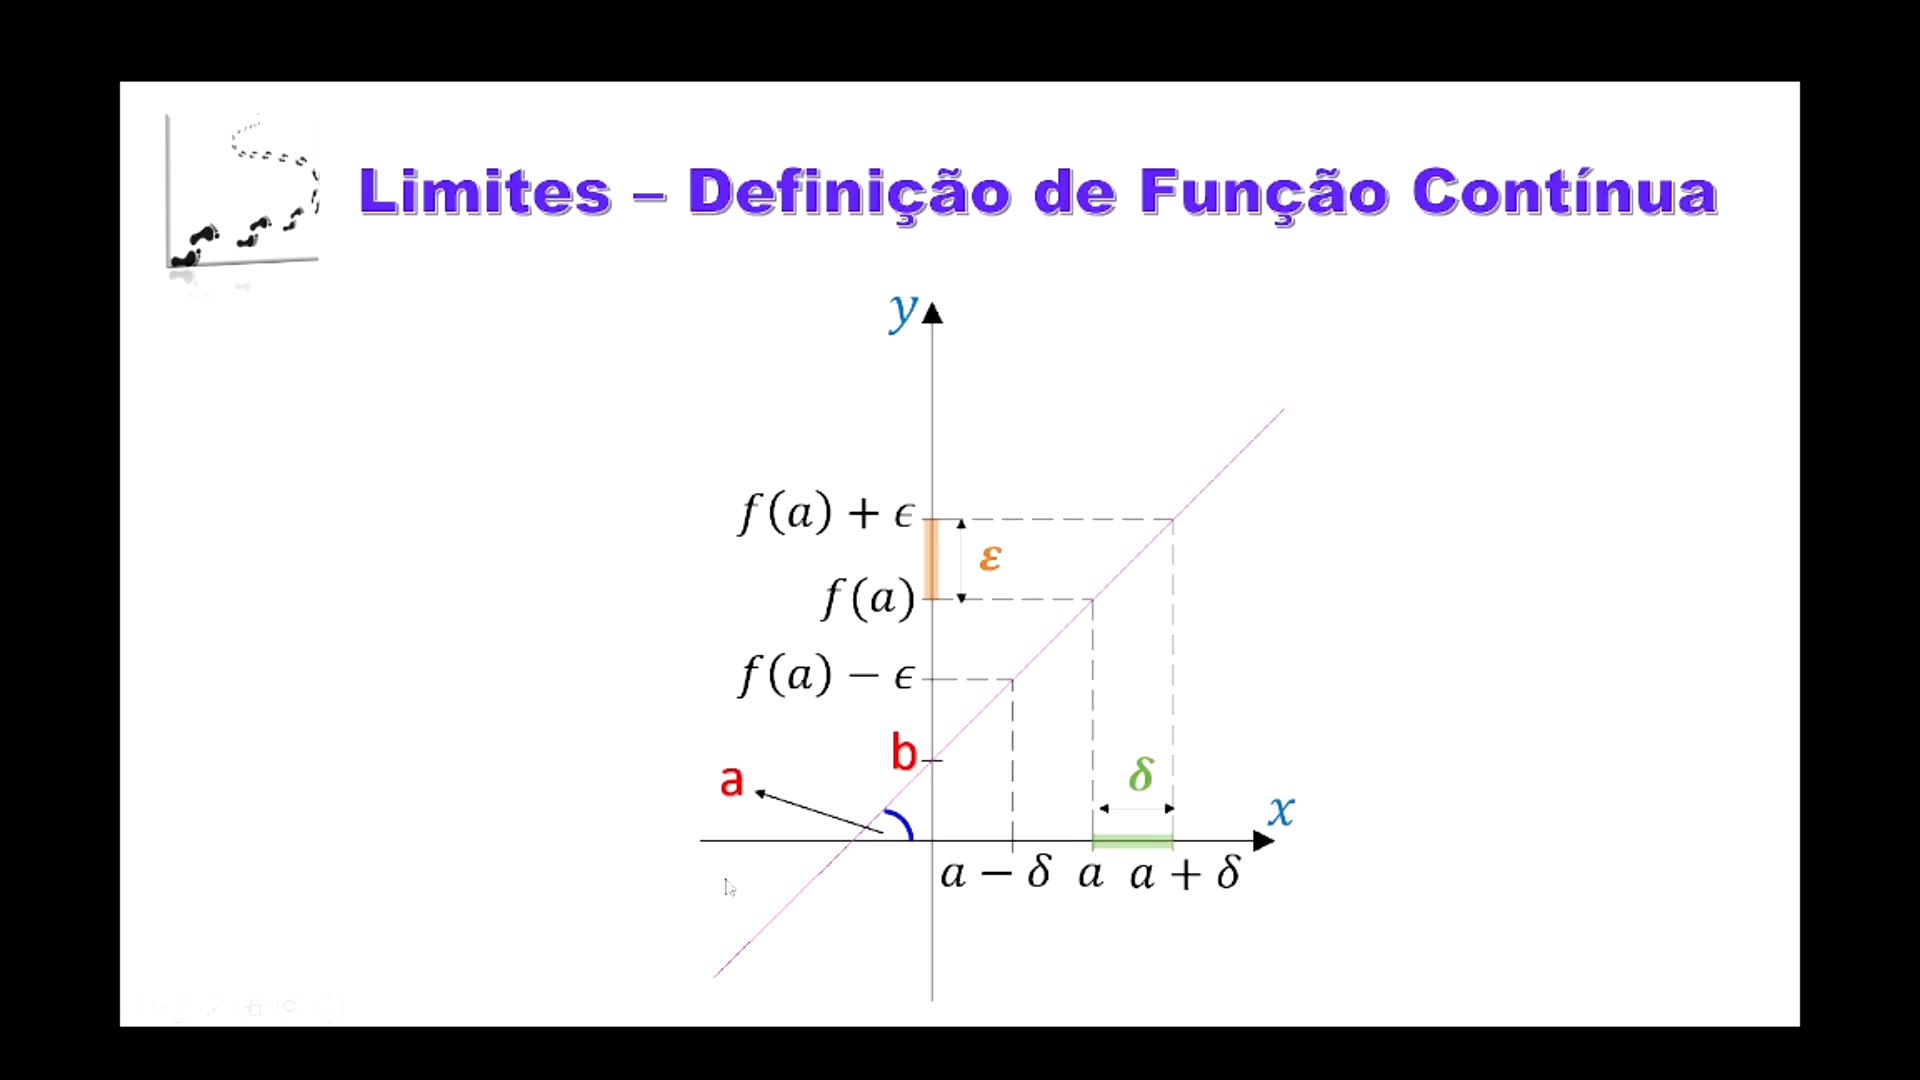 Limites – Definição de Função Contínua
y
f(a) + ϵ
ε
f(a)
f(a) − ϵ
b
a
δ
x
a − δ a a + δ